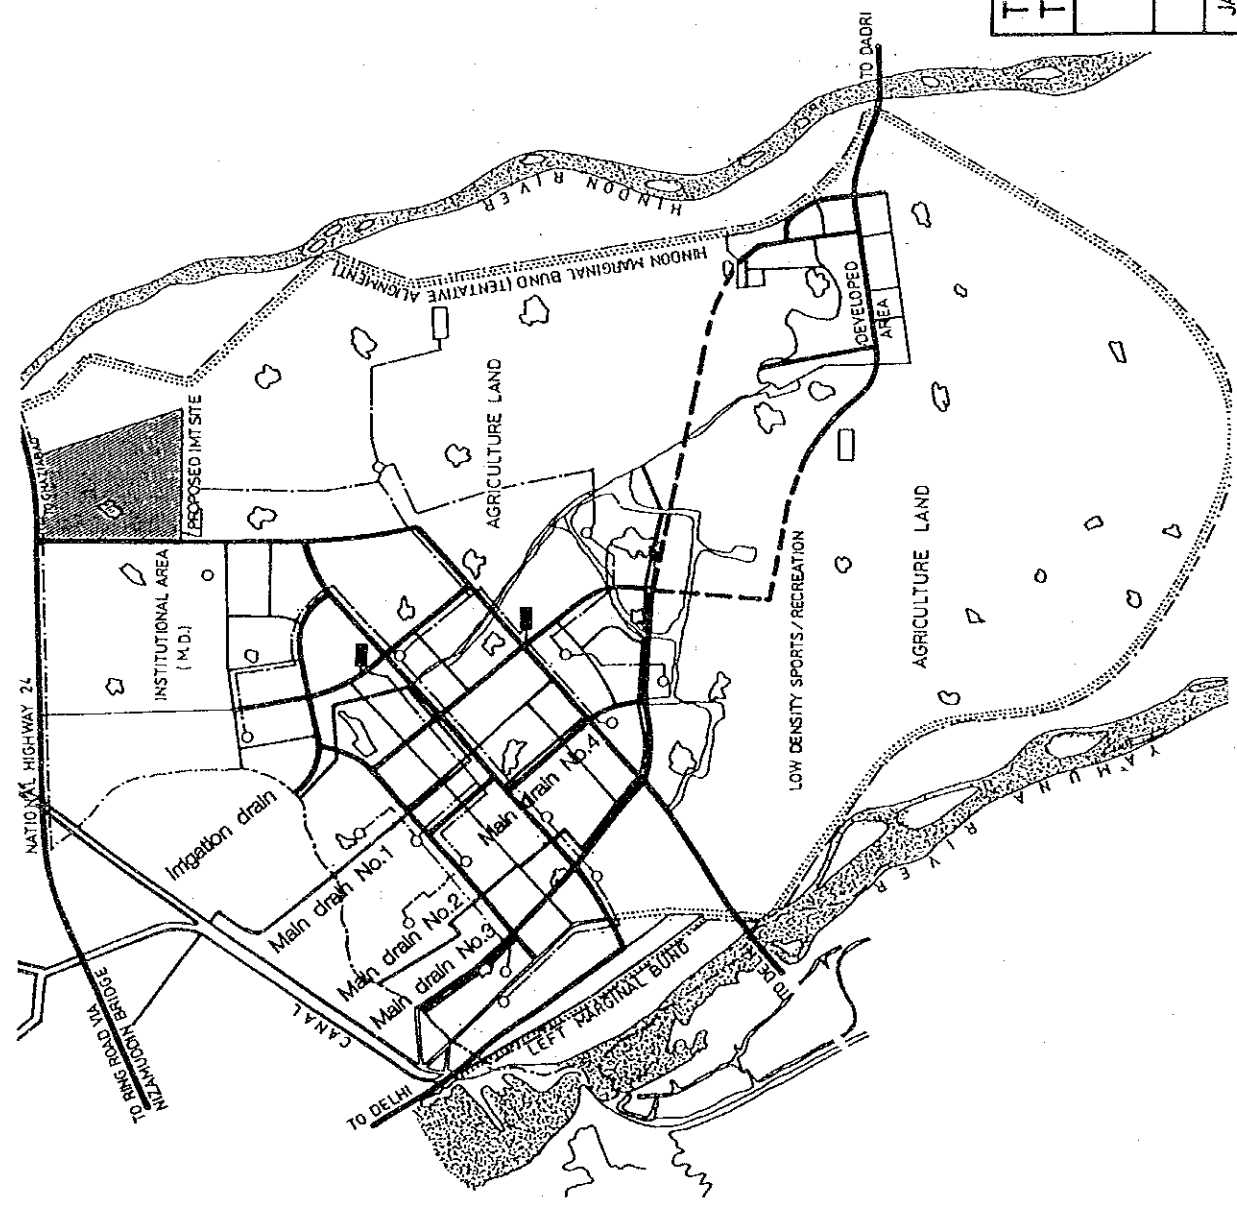 TO DADRI
HINDON RIVER
HINDON MARGINAL BUND (TENTATIVE ALIGNMENT)
DEVELOPED
AREA
TO GHAZIABAD
PROPOSED IMT SITE
AGRICULTURE LAND
INSTITUTIONAL AREA
( M.D.)
NATIONAL HIGHWAY 24
LOW DENSITY SPORTS/RECREATION
AGRICULTURE LAND
Irrigation drain
Main drain No.1
Main drain No.2
Main drain No.3
Main drain No.4
CANAL
TO RING ROAD VIA
NIZAMUDDIN BRIDGE
TO DELHI
LEFT MARGINAL BUND
YAMUNA RIVER